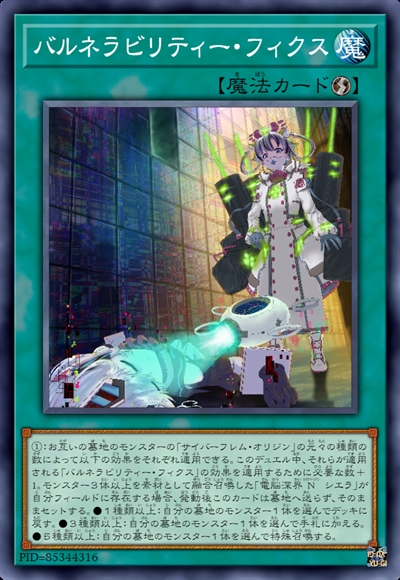 バルネラビリティー・フィクス 魔
【魔法カード】
①:お互いの墓地のモンスターの「サイバーフレム・オリジン」の元々の種類の
数によって以下の効果をそれぞれ適用できる。このデュエル中、それらが適用
される「バルネラビリティー・フィクス」の効果を適用するために必要な数+
1。モンスター3体以上を素材として融合召喚した「電脳深界 N シエラ」が
自分フィールドに存在する場合、発動後このカードは墓地へ送らず、そのま
まセットする。●1種類以上:自分の墓地のモンスター1体を選んでデッキに
戻す。●3種類以上:自分の墓地のモンスター1体を選んで手札に加える。
●5種類以上:自分の墓地のモンスター1体を選んで特殊召喚する。
PID=85344316